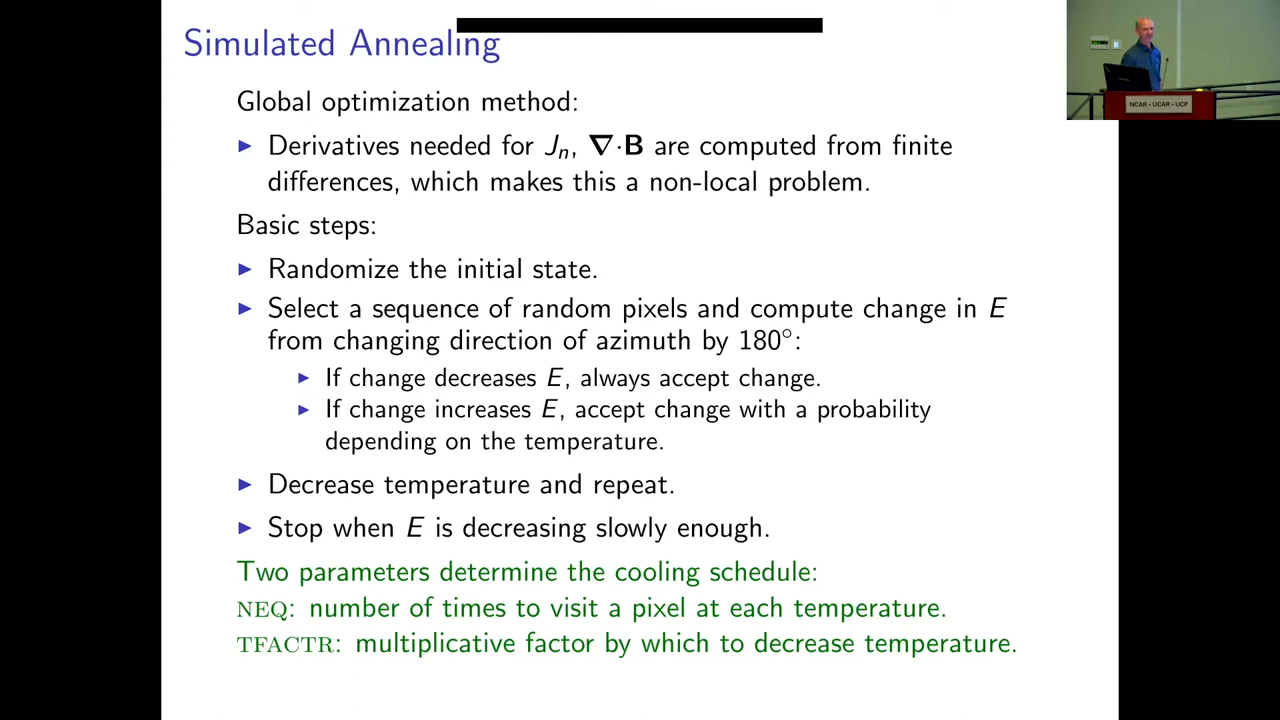 Simulated Annealing
Global optimization method:
▶ Derivatives needed for Jₙ, ∇·B are computed from finite
differences, which makes this a non-local problem.
Basic steps:
▶ Randomize the initial state.
▶ Select a sequence of random pixels and compute change in E
from changing direction of azimuth by 180°:
▶ If change decreases E, always accept change.
▶ If change increases E, accept change with a probability
depending on the temperature.
▶ Decrease temperature and repeat.
▶ Stop when E is decreasing slowly enough.
Two parameters determine the cooling schedule:
NEQ: number of times to visit a pixel at each temperature.
TFACTR: multiplicative factor by which to decrease temperature.
NCAR • UCAR • UCP